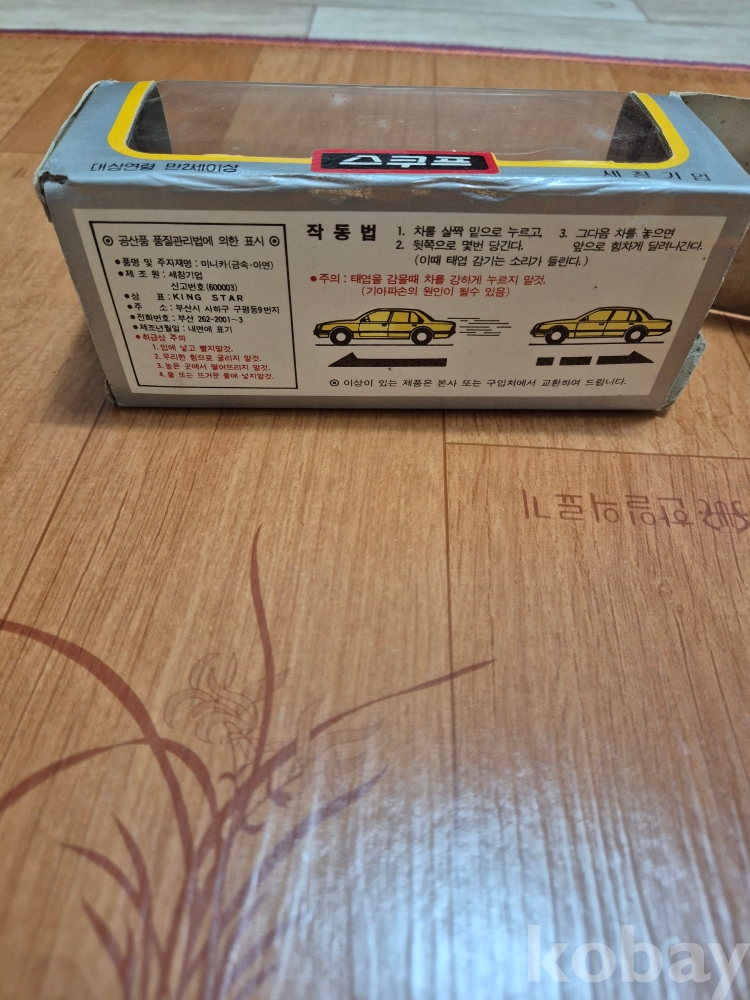 대상연령 만2세이상
스쿠프
세칭기업
◎ 공산품 품질관리법에 의한 표시 ◎
● 품명 및 주지재명 : 미니카(금속·아연)
● 제 조 원 : 세칭기업
신고번호(600003)
● 상 표 : KING STAR
● 주 소 : 부산시 사하구 구평동9번지
● 전화번호 : 부산 262-2001~3
● 제조년월일 : 내면에 표기
● 취급상 주의
1. 입에 넣고 빨지말것.
2. 무리한 힘으로 굴리지 말것.
3. 높은 곳에서 떨어뜨리지 말것.
4. 불 또는 뜨거운 물에 넣지말것.
작동법
1. 차를 살짝 밑으로 누르고,
2. 뒷쪽으로 몇번 당긴다.
(이때 태엽 감기는 소리가 들린다.)
3. 그다음 차를 놓으면
앞으로 힘차게 달려나간다.
● 주의 : 태엽을 감을때 차를 강하게 누르지 말것.
(기아파손의 원인이 될수 있음)
◎ 이상이 있는 제품은 본사 또는 구입처에서 교환하여 드립니다.
kobay